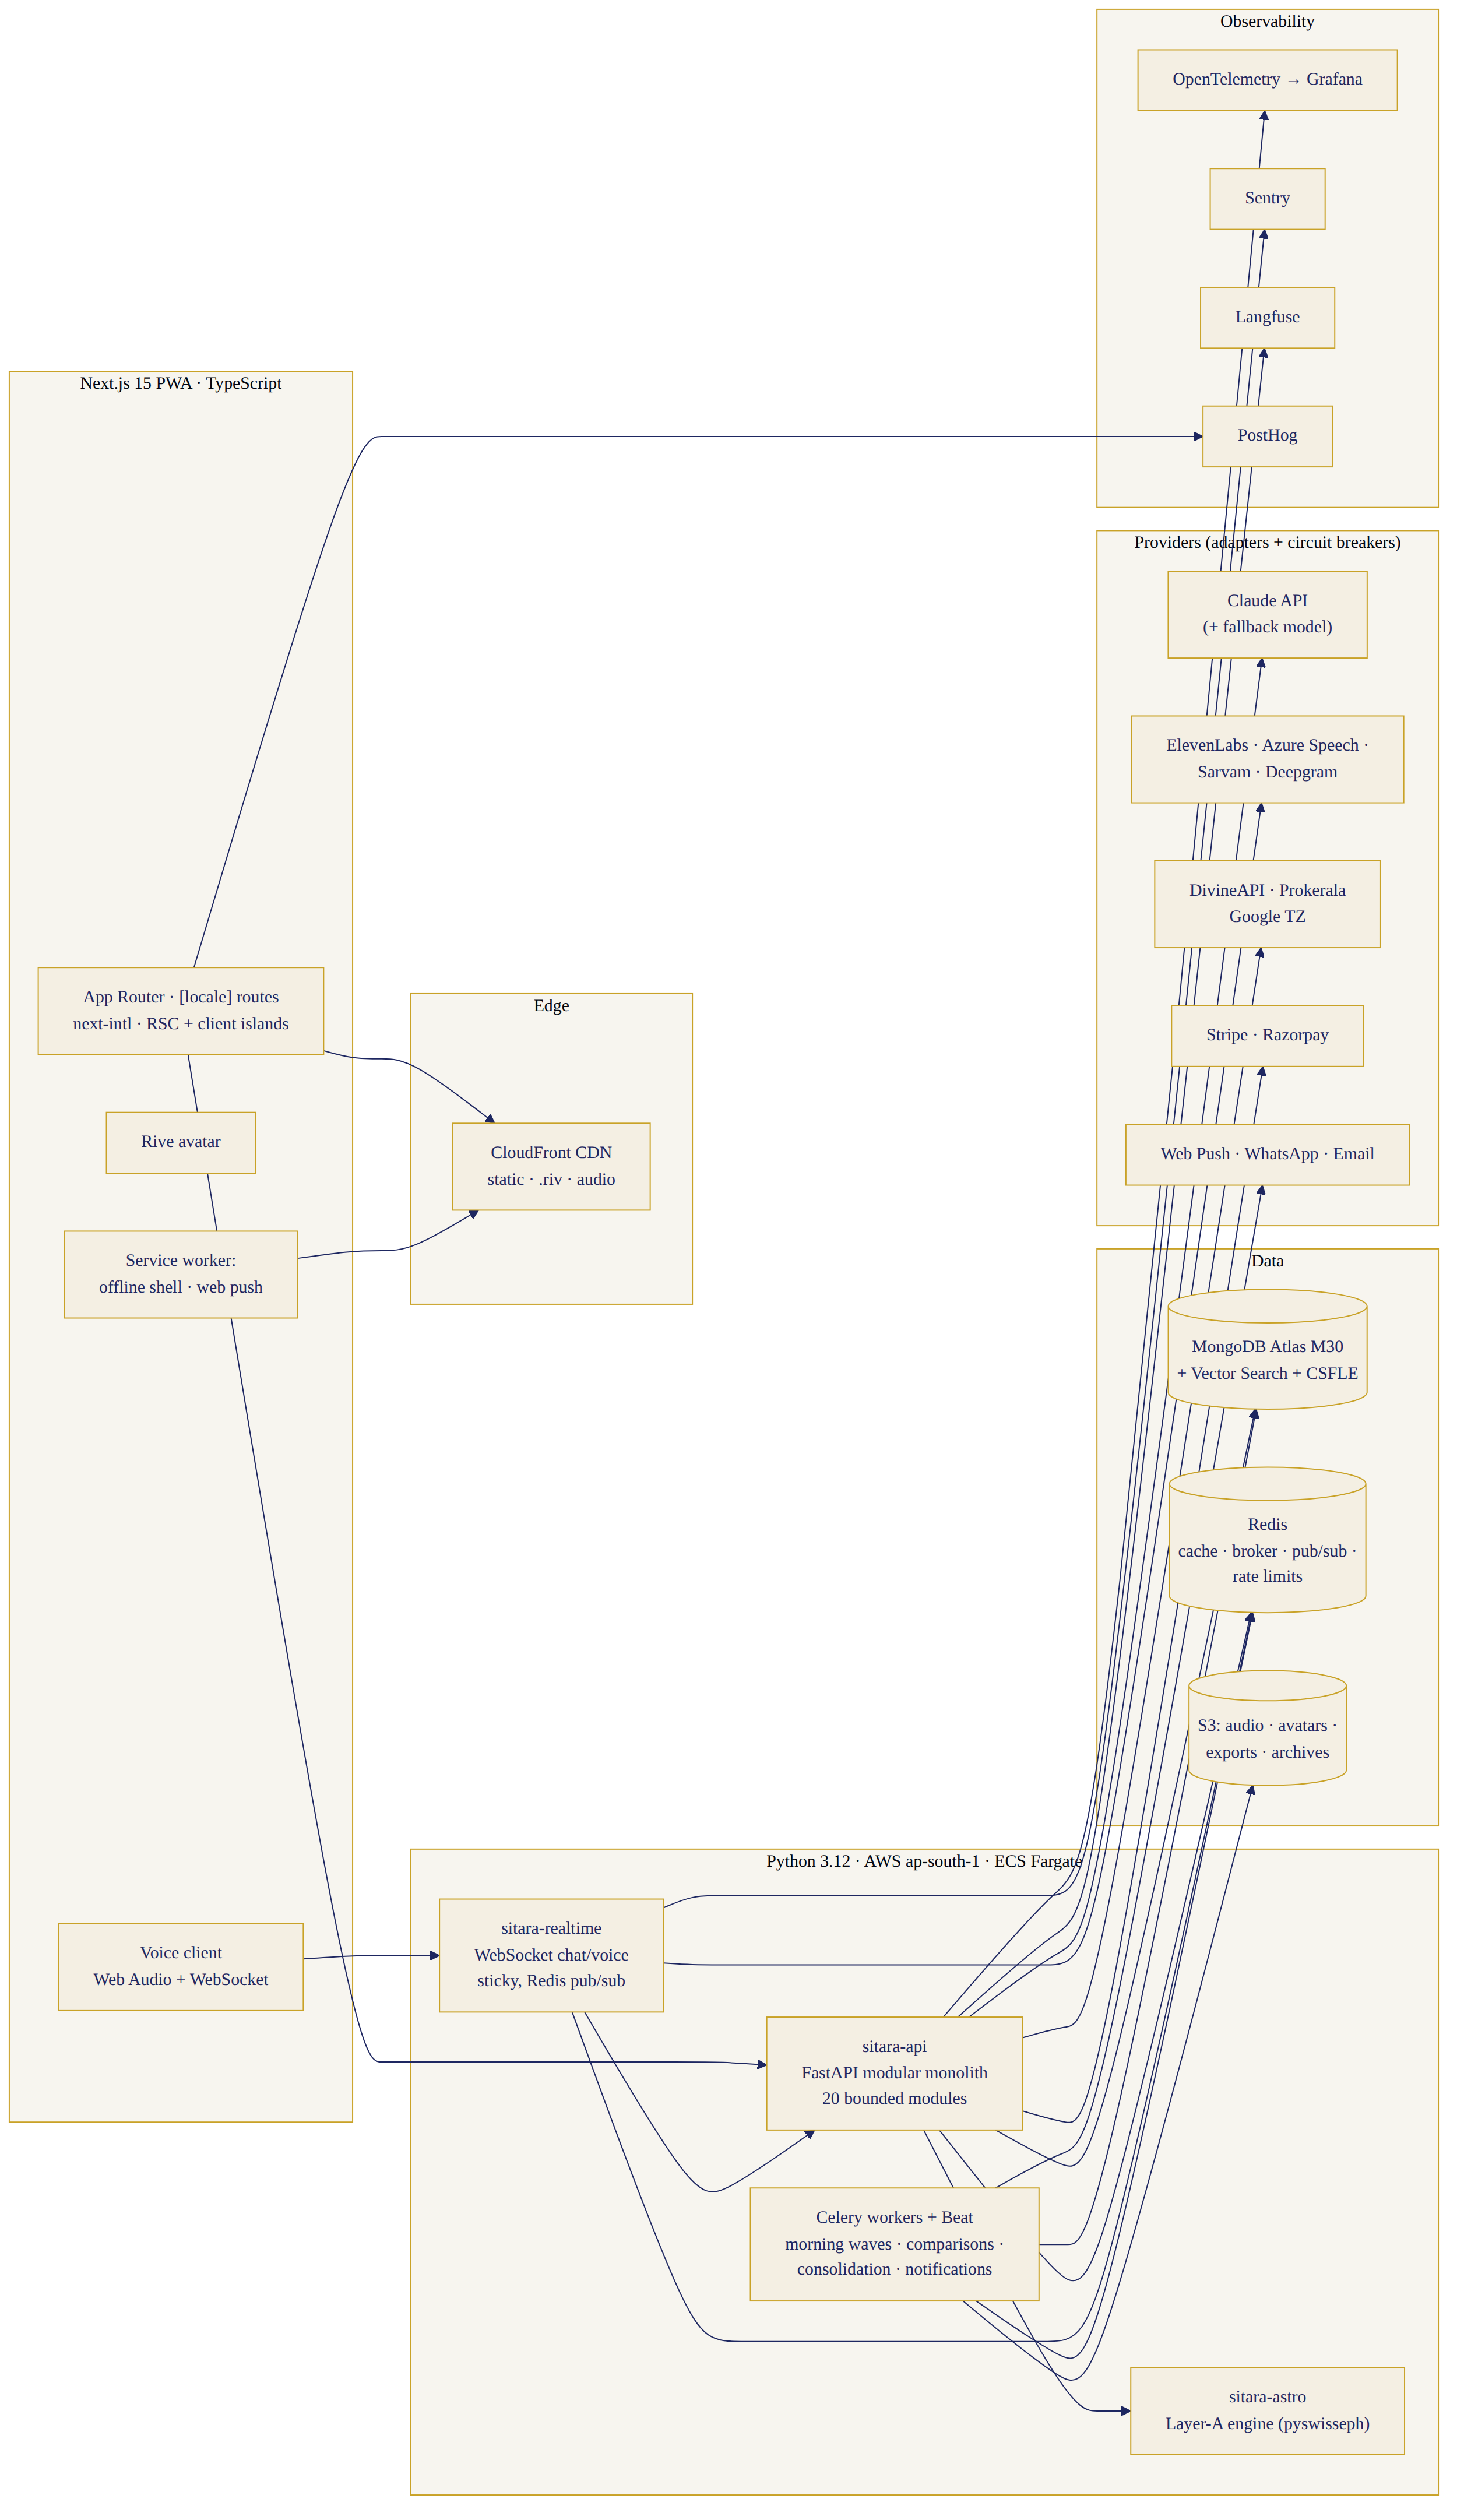 Observability
OpenTelemetry → Grafana
Sentry
Langfuse
PostHog
Next.js 15 PWA · TypeScript
App Router · [locale] routes
next-intl · RSC + client islands
Rive avatar
Service worker:
offline shell · web push
Voice client
Web Audio + WebSocket
Edge
CloudFront CDN
static · .riv · audio
Providers (adapters + circuit breakers)
Claude API
(+ fallback model)
ElevenLabs · Azure Speech ·
Sarvam · Deepgram
DivineAPI · Prokerala
Google TZ
Stripe · Razorpay
Web Push · WhatsApp · Email
Data
MongoDB Atlas M30
+ Vector Search + CSFLE
Redis
cache · broker · pub/sub ·
rate limits
S3: audio · avatars ·
exports · archives
Python 3.12 · AWS ap-south-1 · ECS Fargate
sitara-realtime
WebSocket chat/voice
sticky, Redis pub/sub
sitara-api
FastAPI modular monolith
20 bounded modules
Celery workers + Beat
morning waves · comparisons ·
consolidation · notifications
sitara-astro
Layer-A engine (pyswisseph)